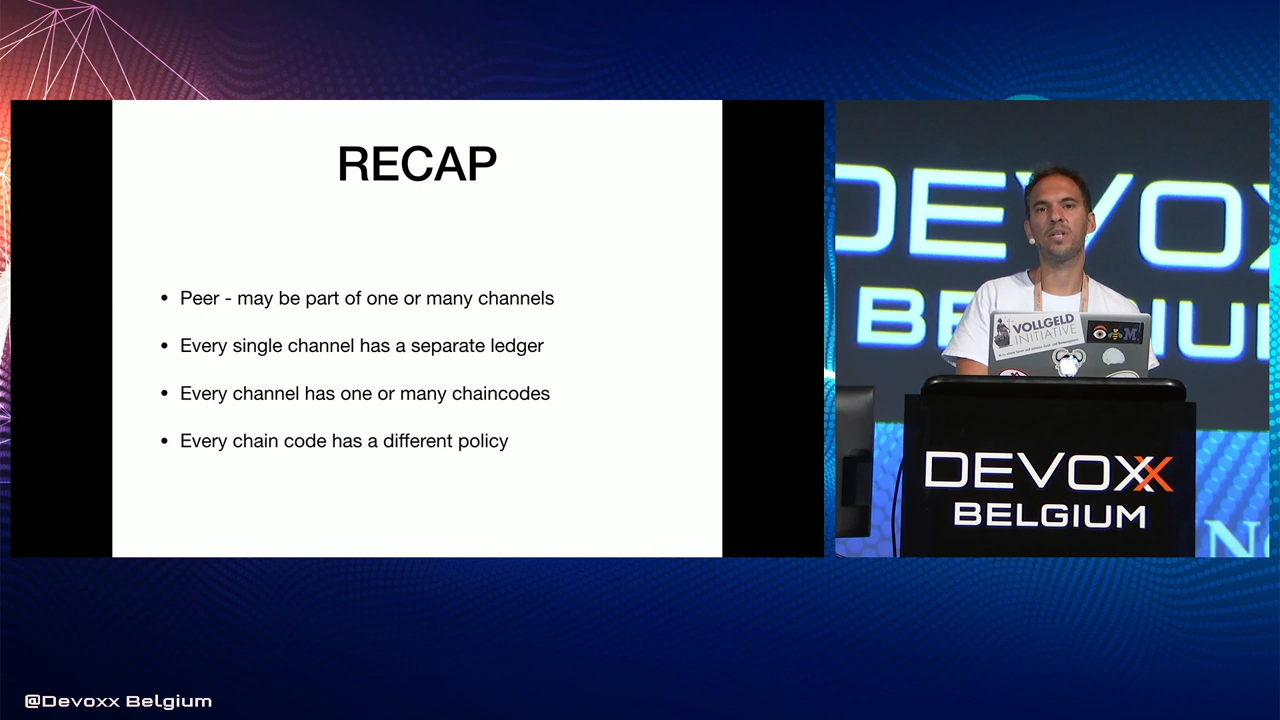 RECAP
• Peer - may be part of one or many channels
• Every single channel has a separate ledger
• Every channel has one or many chaincodes
• Every chain code has a different policy
DEVOX
BELGIU
VOLLGELD
INITIATIVE
M
DEVOXX
BELGIUM
@Devoxx Belgium